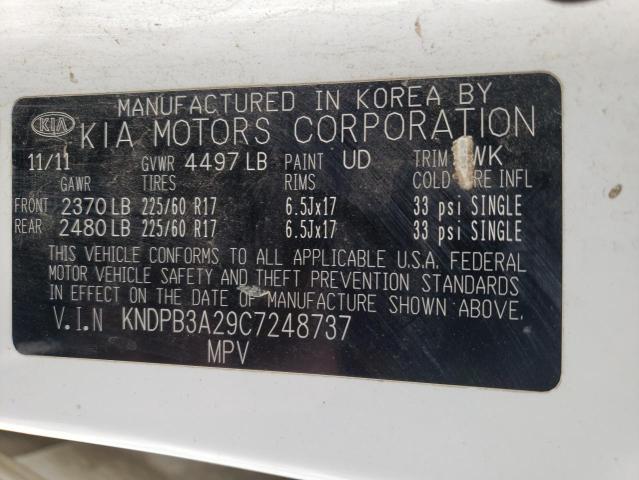 MANUFACTURED IN KOREA BY
KIA KIA MOTORS CORPORATION
11/11 GVWR 4497 LB PAINT UD TRIM WK
GAWR TIRES RIMS COLD INFL
FRONT 2370 LB 225/60 R17 6.5Jx17 33 psi SINGLE
REAR 2480 LB 225/60 R17 6.5Jx17 33 psi SINGLE
THIS VEHICLE CONFORMS TO ALL APPLICABLE U.S.A. FEDERAL
MOTOR VEHICLE SAFETY AND THEFT PREVENTION STANDARDS
IN EFFECT ON THE DATE OF MANUFACTURE SHOWN ABOVE.
V.I.N KNDPB3A29C7248737
MPV